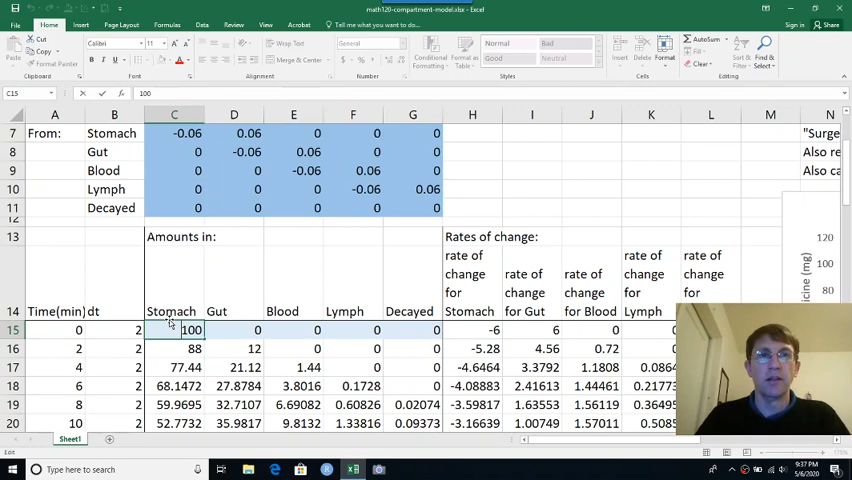 math120-compartment-model.xlsx - Excel
File Home Insert Page Layout Formulas Data Review View Acrobat Tell me what you want to do Sign in Share
Cut
Copy
Format Painter
Paste
Clipboard
Calibri 11
Font
Wrap Text
Merge & Center
Alignment
General
Number
Conditional Formatting
Format as Table
Normal Bad
Good
Styles
Insert Delete Format
Cells
AutoSum
Clear
Sort & Filter
Find & Select
Editing
C15 100
A B C D E F G H I J K L M N
7 From: Stomach -0.06 0.06 0 0 0 "Surge
8 Gut 0 -0.06 0.06 0 0 Also re
9 Blood 0 0 -0.06 0.06 0 Also ca
10 Lymph 0 0 0 -0.06 0.06
11 Decayed 0 0 0 0 0
12
13 Amounts in: Rates of change:
14 Time(min) dt Stomach Gut Blood Lymph Decayed rate of change for Stomach rate of change for Gut rate of change for Blood rate of change for Lymph rate of change for
15 0 2 100 0 0 0 0 -6 6 0
16 2 2 88 12 0 0 0 -5.28 4.56 0.72
17 4 2 77.44 21.12 1.44 0 0 -4.6464 3.3792 1.1808 0.0864
18 6 2 68.1472 27.8784 3.8016 0.1728 0 -4.08883 2.41613 1.44461 0.21773
19 8 2 59.9695 32.7107 6.69082 0.60826 0.02074 -3.59817 1.63553 1.56119 0.36495
20 10 2 52.7732 35.9817 9.8132 1.33816 0.09373 -3.16639 1.00749 1.57011 0.5085
120
100
80
Sheet1
Edit
175%
Type here to search
9:37 PM
5/6/2020